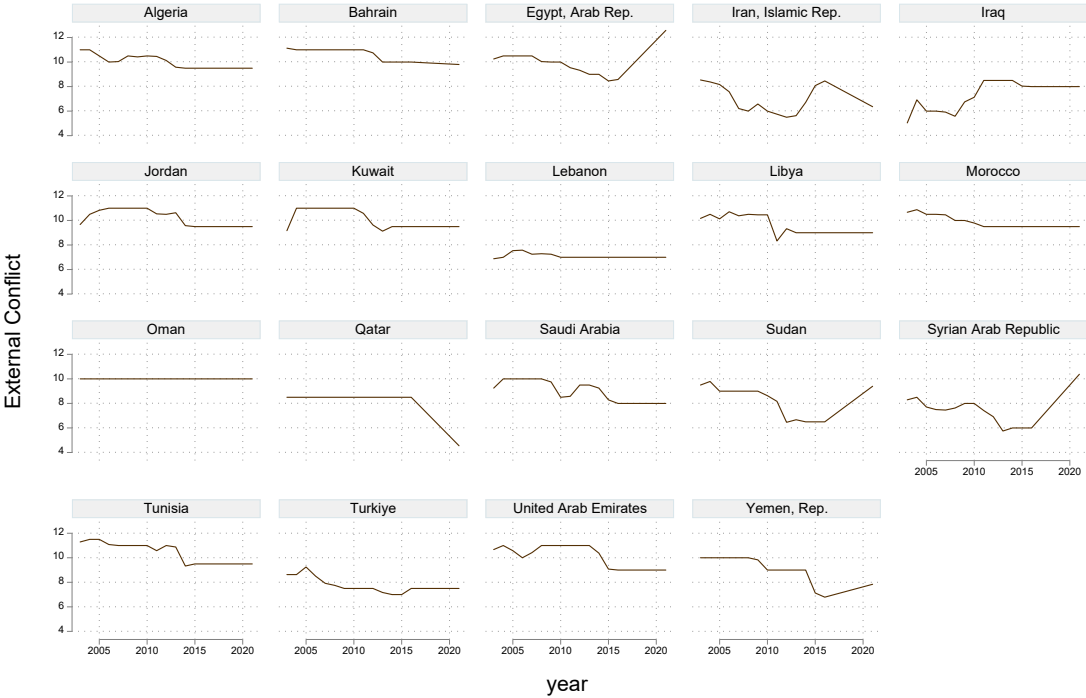 Algeria Bahrain Egypt, Arab Rep. Iran, Islamic Rep. Iraq
12
10
8
6
4
Jordan Kuwait Lebanon Libya Morocco
12
10
8
6
4
External Conflict
Oman Qatar Saudi Arabia Sudan Syrian Arab Republic
12
10
8
6
4
2005 2010 2015 2020
Tunisia Turkiye United Arab Emirates Yemen, Rep.
12
10
8
6
4
2005 2010 2015 2020 2005 2010 2015 2020 2005 2010 2015 2020 2005 2010 2015 2020
year